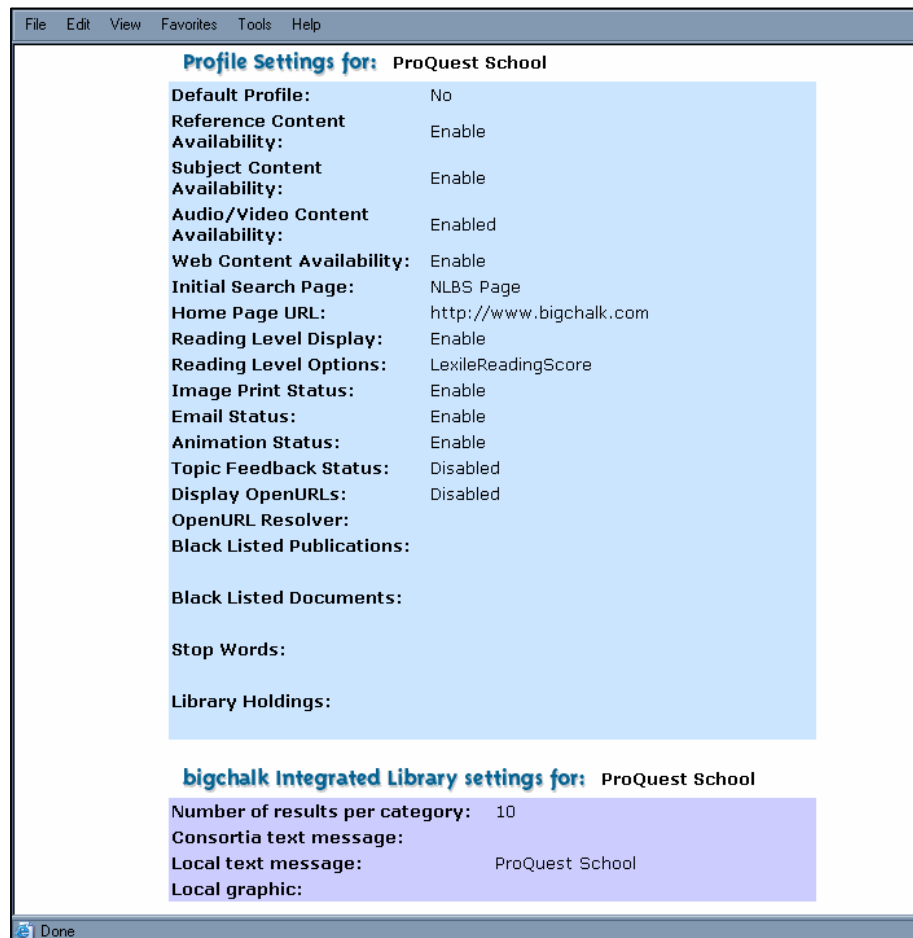 File Edit View Favorites Tools Help
Profile Settings for: ProQuest School
Default Profile: No
Reference Content
Availability: Enable
Subject Content
Availability: Enable
Audio/Video Content
Availability: Enabled
Web Content Availability: Enable
Initial Search Page: NLBS Page
Home Page URL: http://www.bigchalk.com
Reading Level Display: Enable
Reading Level Options: LexileReadingScore
Image Print Status: Enable
Email Status: Enable
Animation Status: Enable
Topic Feedback Status: Disabled
Display OpenURLs: Disabled
OpenURL Resolver:
Black Listed Publications:
Black Listed Documents:
Stop Words:
Library Holdings:
bigchalk Integrated Library settings for: ProQuest School
Number of results per category: 10
Consortia text message:
Local text message: ProQuest School
Local graphic:
Done